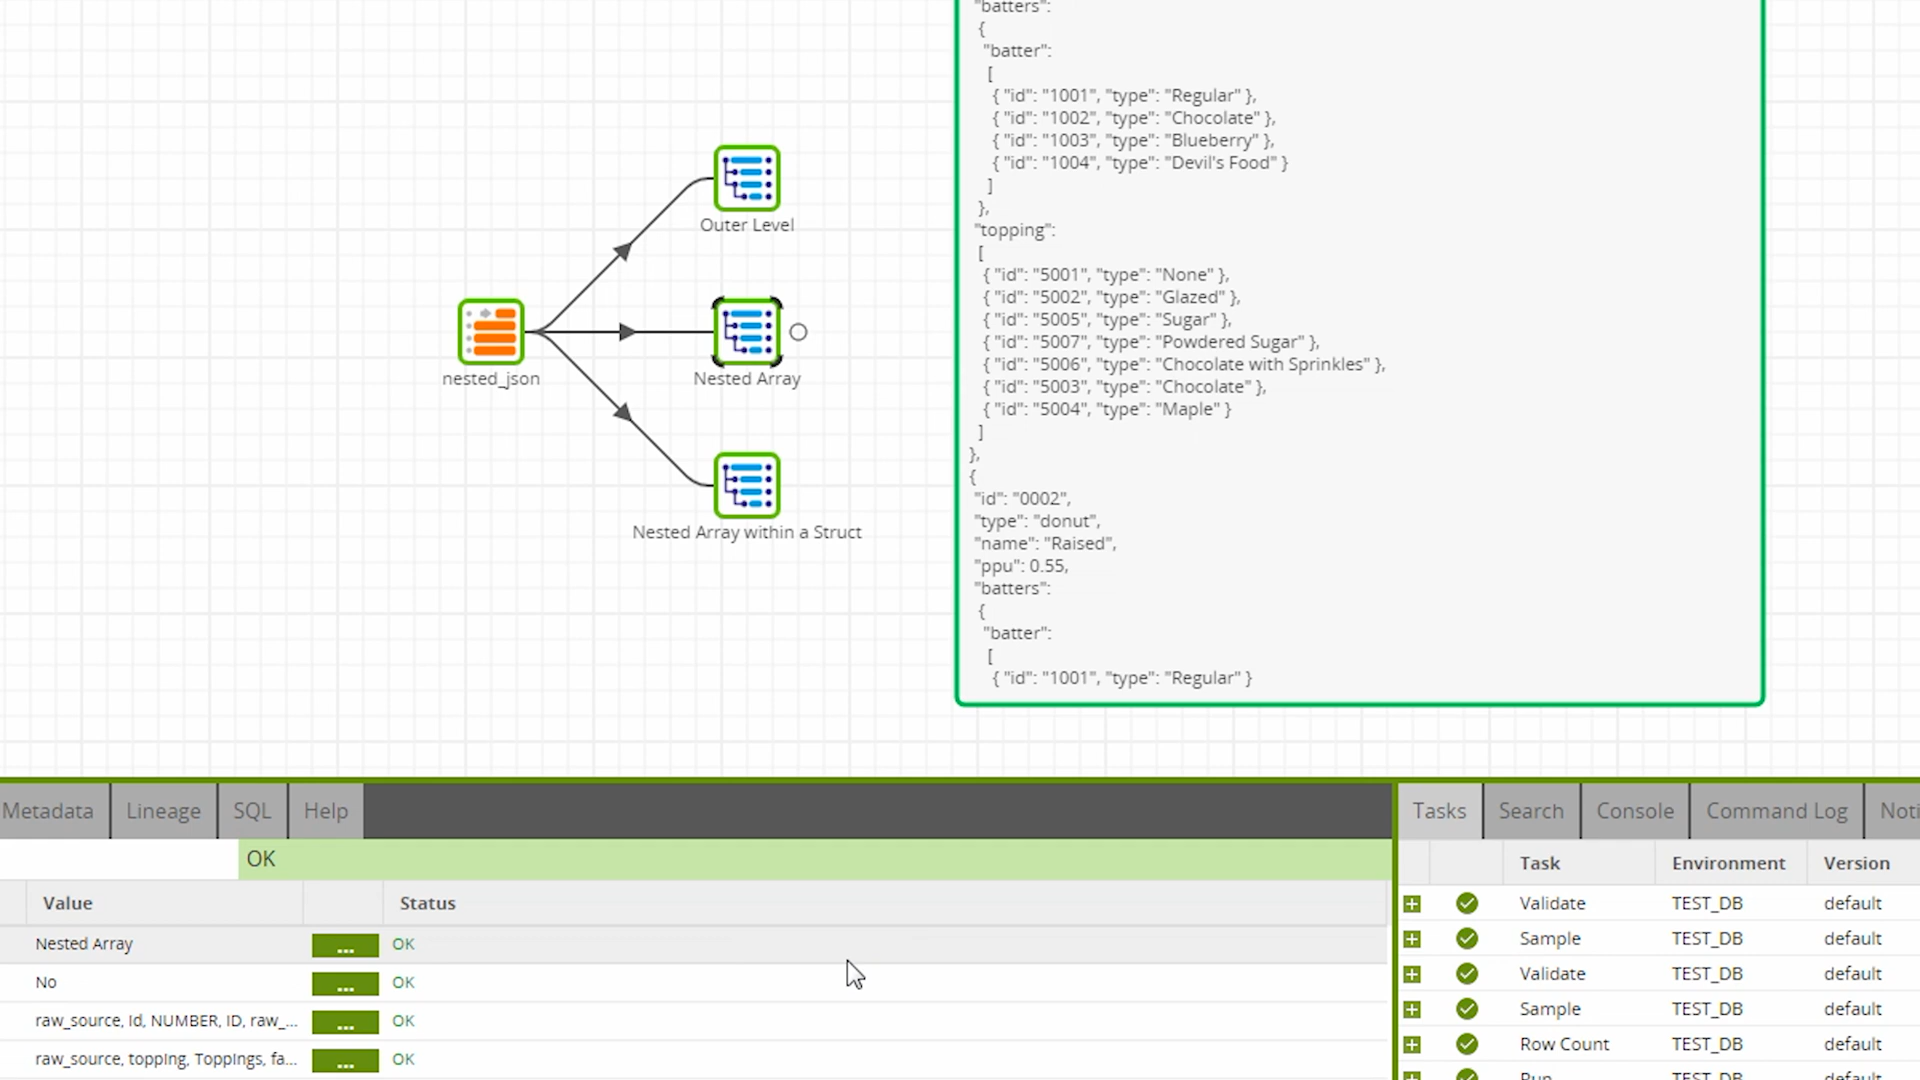 "batters":
{
"batter":
[
{ "id": "1001", "type": "Regular" },
{ "id": "1002", "type": "Chocolate" },
{ "id": "1003", "type": "Blueberry" },
{ "id": "1004", "type": "Devil's Food" }
]
},
"topping":
[
{ "id": "5001", "type": "None" },
{ "id": "5002", "type": "Glazed" },
{ "id": "5005", "type": "Sugar" },
{ "id": "5007", "type": "Powdered Sugar" },
{ "id": "5006", "type": "Chocolate with Sprinkles" },
{ "id": "5003", "type": "Chocolate" },
{ "id": "5004", "type": "Maple" }
]
},
{
"id": "0002",
"type": "donut",
"name": "Raised",
"ppu": 0.55,
"batters":
{
"batter":
[
{ "id": "1001", "type": "Regular" }
Outer Level
nested_json
Nested Array
Nested Array within a Struct
Metadata Lineage SQL Help
OK
Value Status
Nested Array ... OK
No ... OK
raw_source, Id, NUMBER, ID, raw_... ... OK
raw_source, topping, Toppings, fa... ... OK
Tasks Search Console Command Log Noti
Task Environment Version
Validate TEST_DB default
Sample TEST_DB default
Validate TEST_DB default
Sample TEST_DB default
Row Count TEST_DB default
Run TEST_DB default